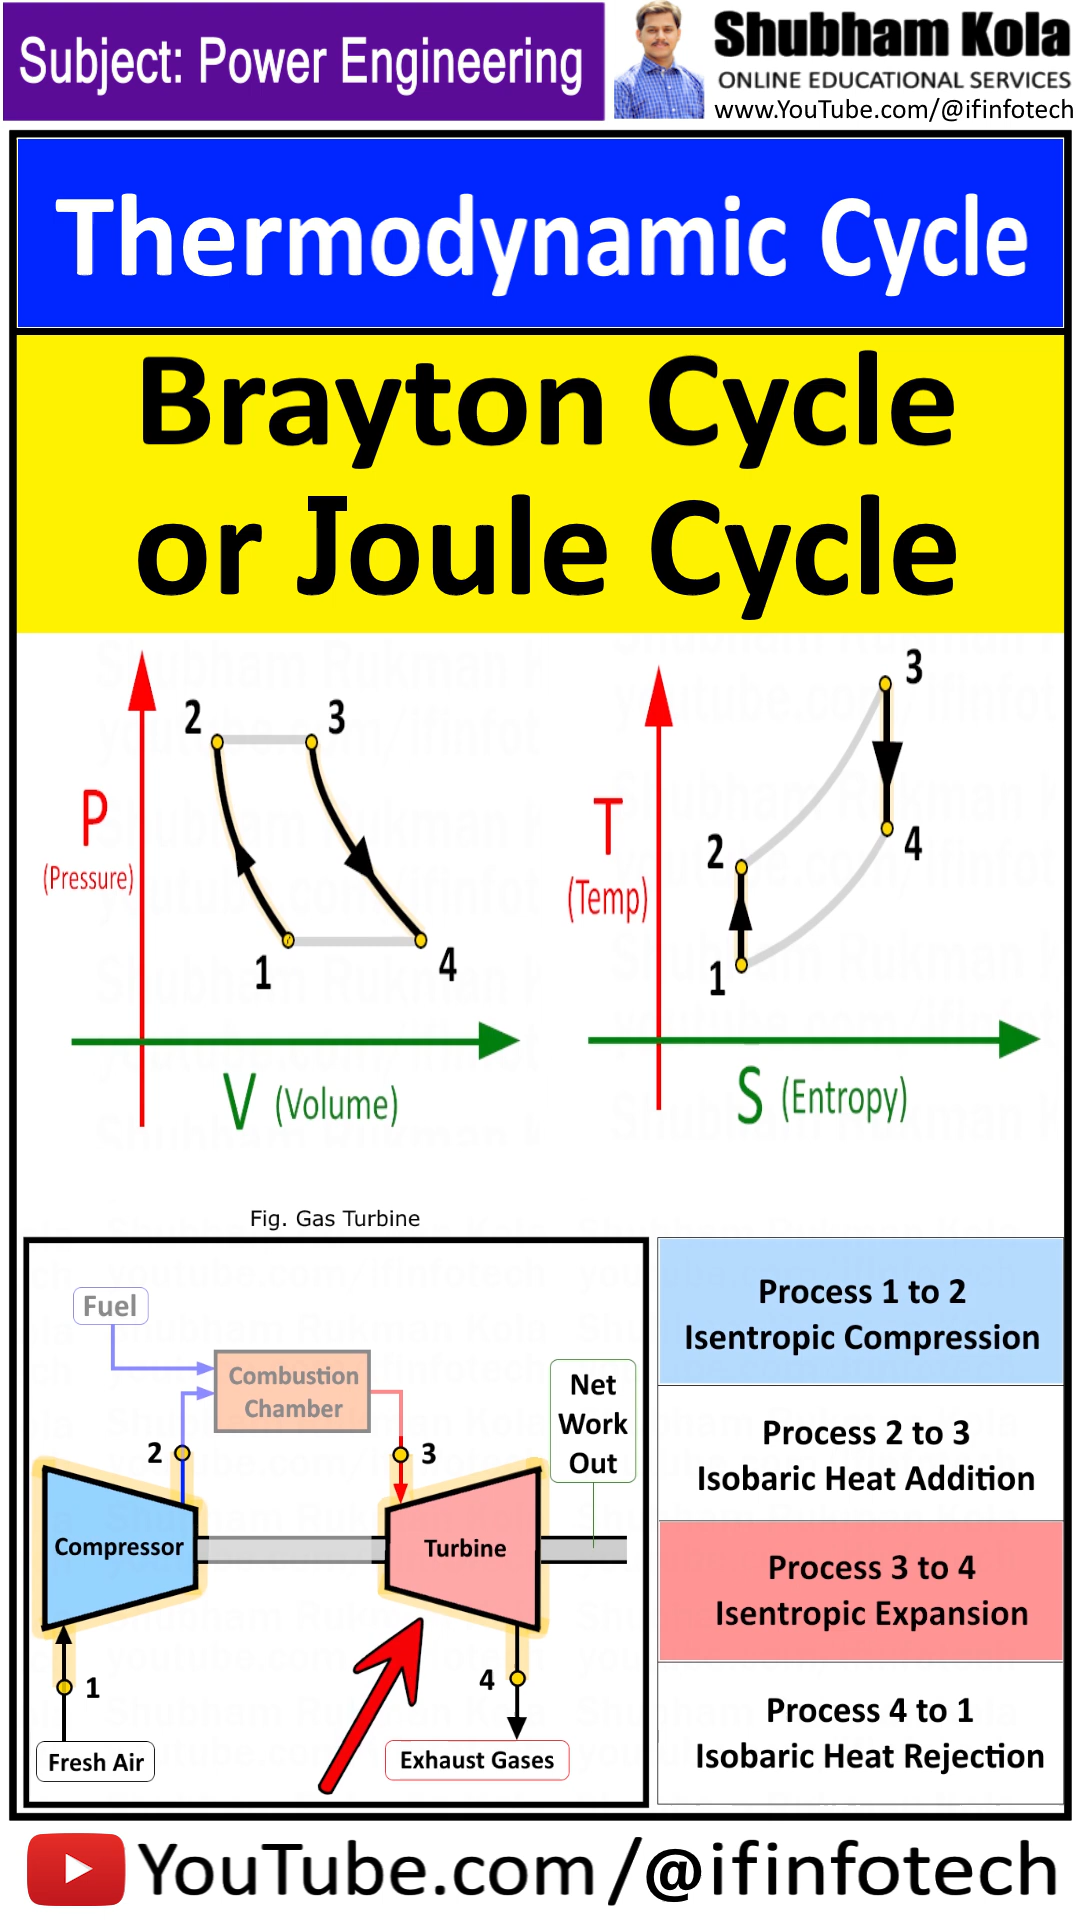 Subject: Power Engineering
Shubham Kola
ONLINE EDUCATIONAL SERVICES
www.YouTube.com/@ifinfotech
Thermodynamic Cycle
Brayton Cycle
or Joule Cycle
2
3
P
(Pressure)
1
4
V (Volume)
3
T
(Temp)
2
4
1
S (Entropy)
Fig. Gas Turbine
Fuel
Combustion
Chamber
Net
Work
Out
2
3
Compressor
Turbine
1
4
Fresh Air
Exhaust Gases
Process 1 to 2
Isentropic Compression
Process 2 to 3
Isobaric Heat Addition
Process 3 to 4
Isentropic Expansion
Process 4 to 1
Isobaric Heat Rejection
YouTube.com/@ifinfotech